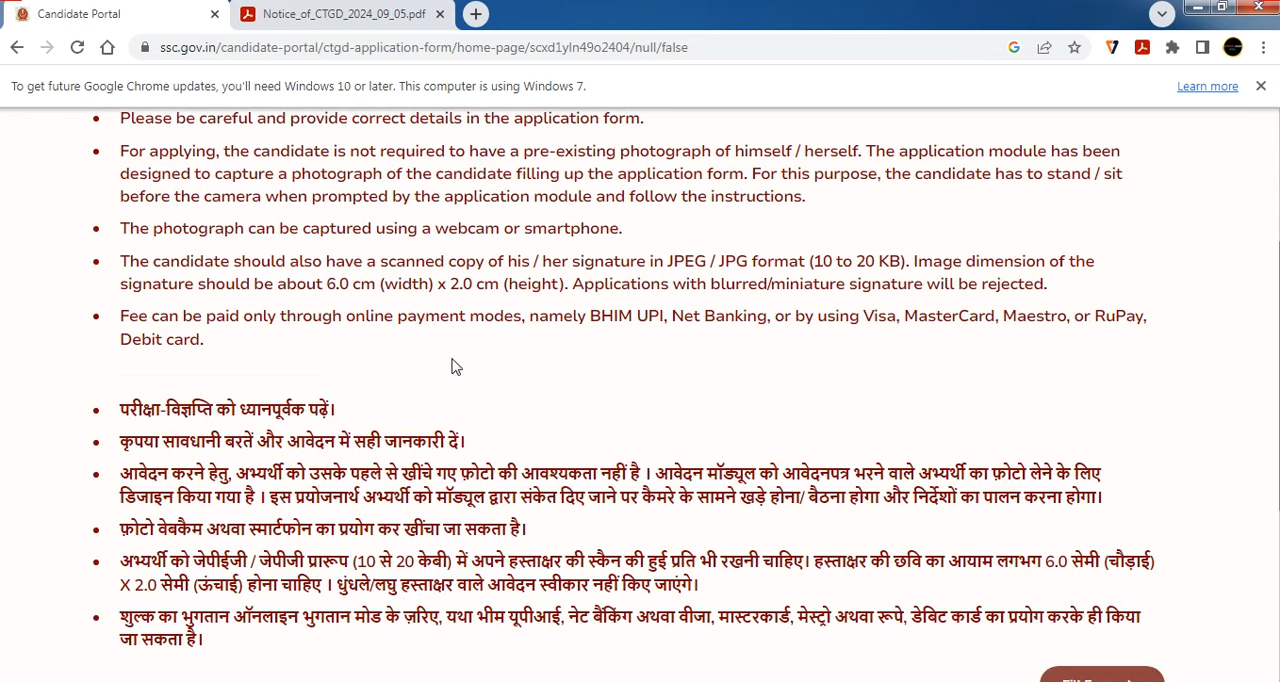 Candidate Portal
Notice_of_CTGD_2024_09_05.pdf
ssc.gov.in/candidate-portal/ctgd-application-form/home-page/scxd1yln49o2404/null/false
To get future Google Chrome updates, you'll need Windows 10 or later. This computer is using Windows 7.
Learn more
Please be careful and provide correct details in the application form.
For applying, the candidate is not required to have a pre-existing photograph of himself / herself. The application module has been
designed to capture a photograph of the candidate filling up the application form. For this purpose, the candidate has to stand / sit
before the camera when prompted by the application module and follow the instructions.
The photograph can be captured using a webcam or smartphone.
The candidate should also have a scanned copy of his / her signature in JPEG / JPG format (10 to 20 KB). Image dimension of the
signature should be about 6.0 cm (width) x 2.0 cm (height). Applications with blurred/miniature signature will be rejected.
Fee can be paid only through online payment modes, namely BHIM UPI, Net Banking, or by using Visa, MasterCard, Maestro, or RuPay,
Debit card.
परीक्षा-विज्ञप्ति को ध्यानपूर्वक पढ़ें।
कृपया सावधानी बरतें और आवेदन में सही जानकारी दें।
आवेदन करने हेतु, अभ्यर्थी को उसके पहले से खींचे गए फ़ोटो की आवश्यकता नहीं है । आवेदन मॉड्यूल को आवेदनपत्र भरने वाले अभ्यर्थी का फ़ोटो लेने के लिए
डिजाइन किया गया है । इस प्रयोजनार्थ अभ्यर्थी को मॉड्यूल द्वारा संकेत दिए जाने पर कैमरे के सामने खड़े होना/ बैठना होगा और निर्देशों का पालन करना होगा।
फ़ोटो वेबकैम अथवा स्मार्टफोन का प्रयोग कर खींचा जा सकता है।
अभ्यर्थी को जेपीईजी / जेपीजी प्रारूप (10 से 20 केबी) में अपने हस्ताक्षर की स्कैन की हुई प्रति भी रखनी चाहिए। हस्ताक्षर की छवि का आयाम लगभग 6.0 सेमी (चौड़ाई)
X 2.0 सेमी (ऊंचाई) होना चाहिए । धुंधले/लघु हस्ताक्षर वाले आवेदन स्वीकार नहीं किए जाएंगे।
शुल्क का भुगतान ऑनलाइन भुगतान मोड के ज़रिए, यथा भीम यूपीआई, नेट बैंकिंग अथवा वीजा, मास्टरकार्ड, मेस्ट्रो अथवा रूपे, डेबिट कार्ड का प्रयोग करके ही किया
जा सकता है।